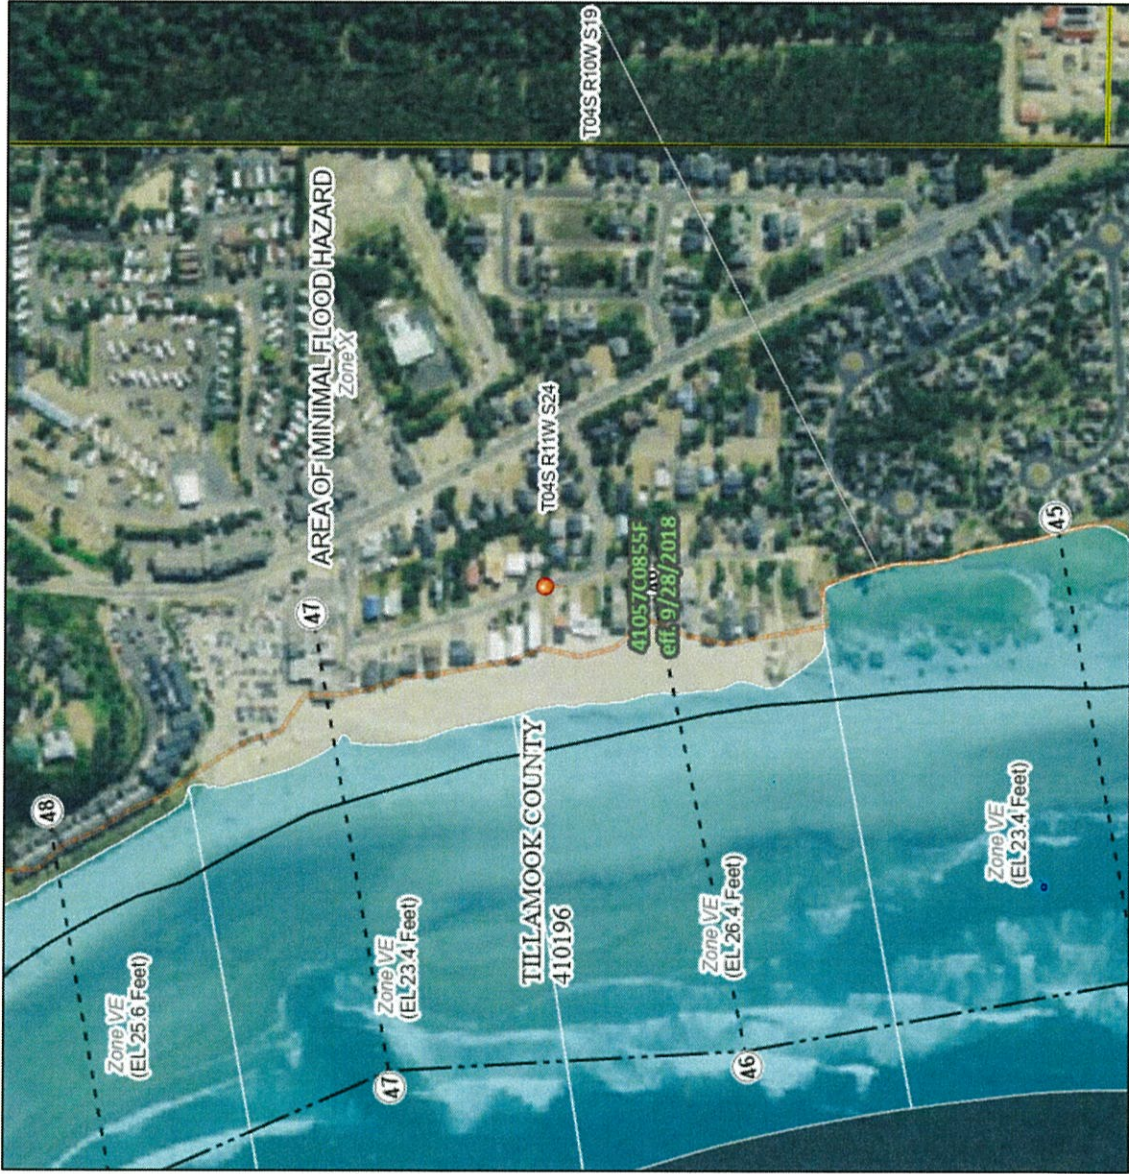 T04S R10W S19
AREA OF MINIMAL FLOOD HAZARD
Zone X
T04S R11W S24
47
41057C0855F
eff. 9/28/2018
45
48
TILLAMOOK COUNTY
410196
Zone VE
(EL 25.6 Feet)
Zone VE
(EL 23.4 Feet)
Zone VE
(EL 26.4 Feet)
Zone VE
(EL 23.4 Feet)
47
46